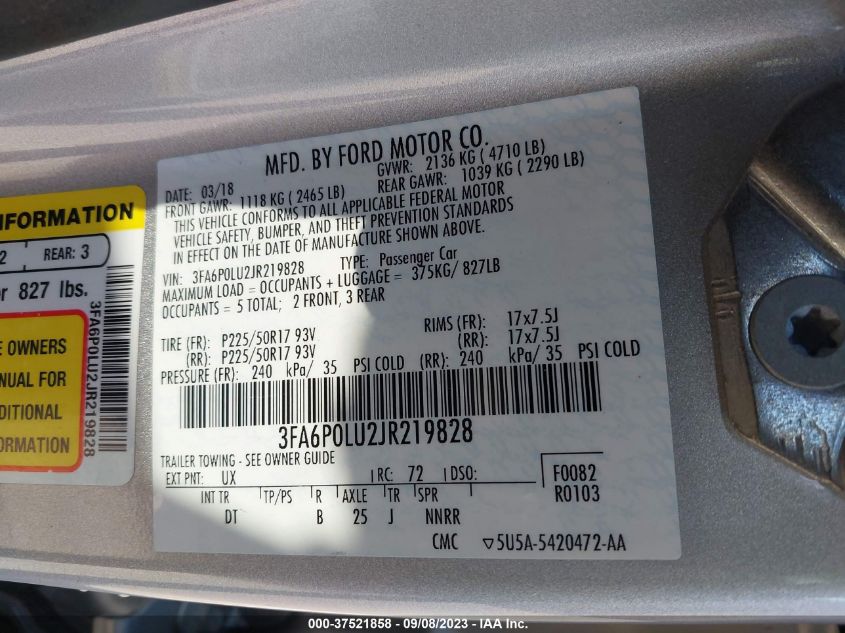 MFD. BY FORD MOTOR CO.
DATE: 03/18 GVWR: 2136 KG ( 4710 LB)
FRONT GAWR: 1118 KG ( 2465 LB) REAR GAWR: 1039 KG ( 2290 LB)
THIS VEHICLE CONFORMS TO ALL APPLICABLE FEDERAL MOTOR
VEHICLE SAFETY, BUMPER, AND THEFT PREVENTION STANDARDS
IN EFFECT ON THE DATE OF MANUFACTURE SHOWN ABOVE.
VIN: 3FA6P0LU2JR219828 TYPE: Passenger Car
MAXIMUM LOAD = OCCUPANTS + LUGGAGE = 375KG/ 827LB
OCCUPANTS = 5 TOTAL; 2 FRONT, 3 REAR
TIRE (FR): P225/50R17 93V RIMS (FR): 17x7.5J
(RR): P225/50R17 93V (RR): 17x7.5J
PRESSURE (FR): 240 kPa/ 35 PSI COLD (RR): 240 kPa/ 35 PSI COLD
3FA6P0LU2JR219828
TRAILER TOWING - SEE OWNER GUIDE
EXT PNT: UX RC: 72 DSO: F0082
INT TR TP/PS R AXLE TR SPR R0103
DT B 25 J NNRR
CMC ▽5U5A-5420472-AA
INFORMATION
2 REAR: 3
or 827 lbs.
E OWNERS
NUAL FOR
DITIONAL
ORMATION
3FA6P0LU2JR219828
000-37521858 - 09/08/2023 - IAA Inc.